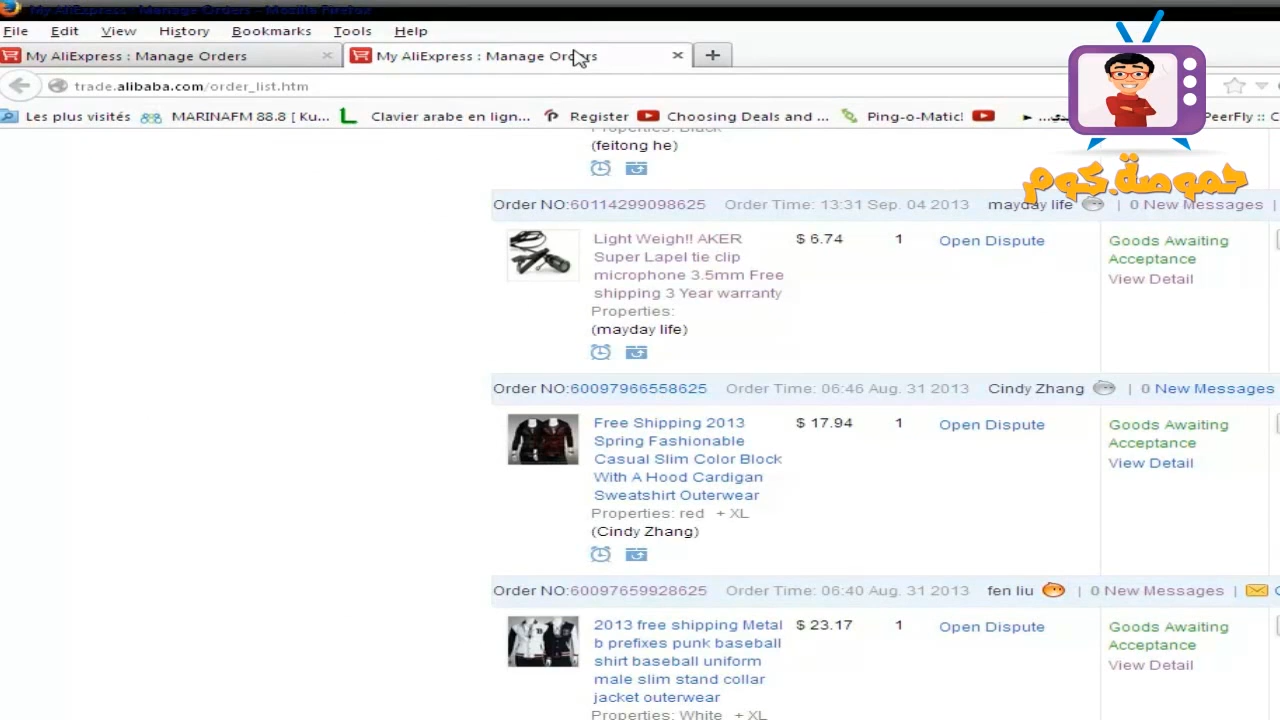 My AliExpress : Manage Orders - Mozilla Firefox
File Edit View History Bookmarks Tools Help
My AliExpress : Manage Orders
My AliExpress : Manage Orders
trade.alibaba.com/order_list.htm
Les plus visités MARINAFM 88.8 [ Ku... Clavier arabe en lign... Register Choosing Deals and ... Ping-o-Matic! PeerFly ::
حموصة.كوم
Properties: Black
(feitong he)
Order NO:60114299098625 Order Time: 13:31 Sep. 04 2013 mayday life | 0 New Messages |
Light Weigh!! AKER
Super Lapel tie clip
microphone 3.5mm Free
shipping 3 Year warranty
Properties:
(mayday life)
$ 6.74 1 Open Dispute
Goods Awaiting
Acceptance
View Detail
Order NO:60097966558625 Order Time: 06:46 Aug. 31 2013 Cindy Zhang | 0 New Messages
Free Shipping 2013
Spring Fashionable
Casual Slim Color Block
With A Hood Cardigan
Sweatshirt Outerwear
Properties: red + XL
(Cindy Zhang)
$ 17.94 1 Open Dispute
Goods Awaiting
Acceptance
View Detail
Order NO:60097659928625 Order Time: 06:40 Aug. 31 2013 fen liu | 0 New Messages |
2013 free shipping Metal
b prefixes punk baseball
shirt baseball uniform
male slim stand collar
jacket outerwear
Properties: White + XL
$ 23.17 1 Open Dispute
Goods Awaiting
Acceptance
View Detail